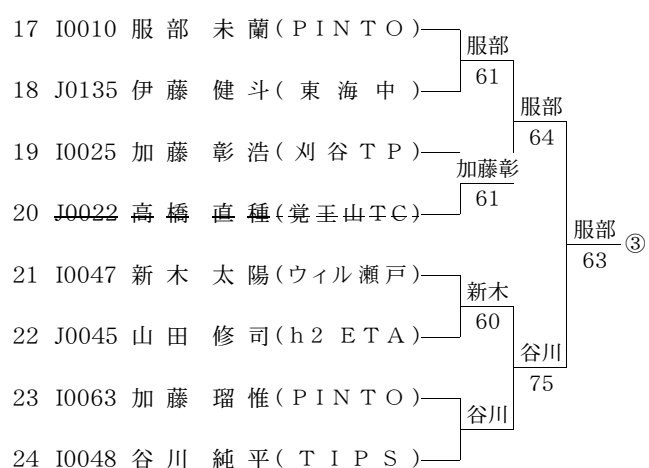 17 I0010 服部 未蘭(PINTO)
服部
61
18 J0135 伊藤 健斗(東海中)
服部
64
19 I0025 加藤 彰浩(刈谷TP)
加藤彰
61
20 J0022 高橋 直種(覚王山TC)
服部
63
③
21 I0047 新木 太陽(ウィル瀬戸)
新木
60
22 J0045 山田 修司(h2 ETA)
谷川
75
23 I0063 加藤 瑠惟(PINTO)
谷川
24 I0048 谷川 純平(TIPS)